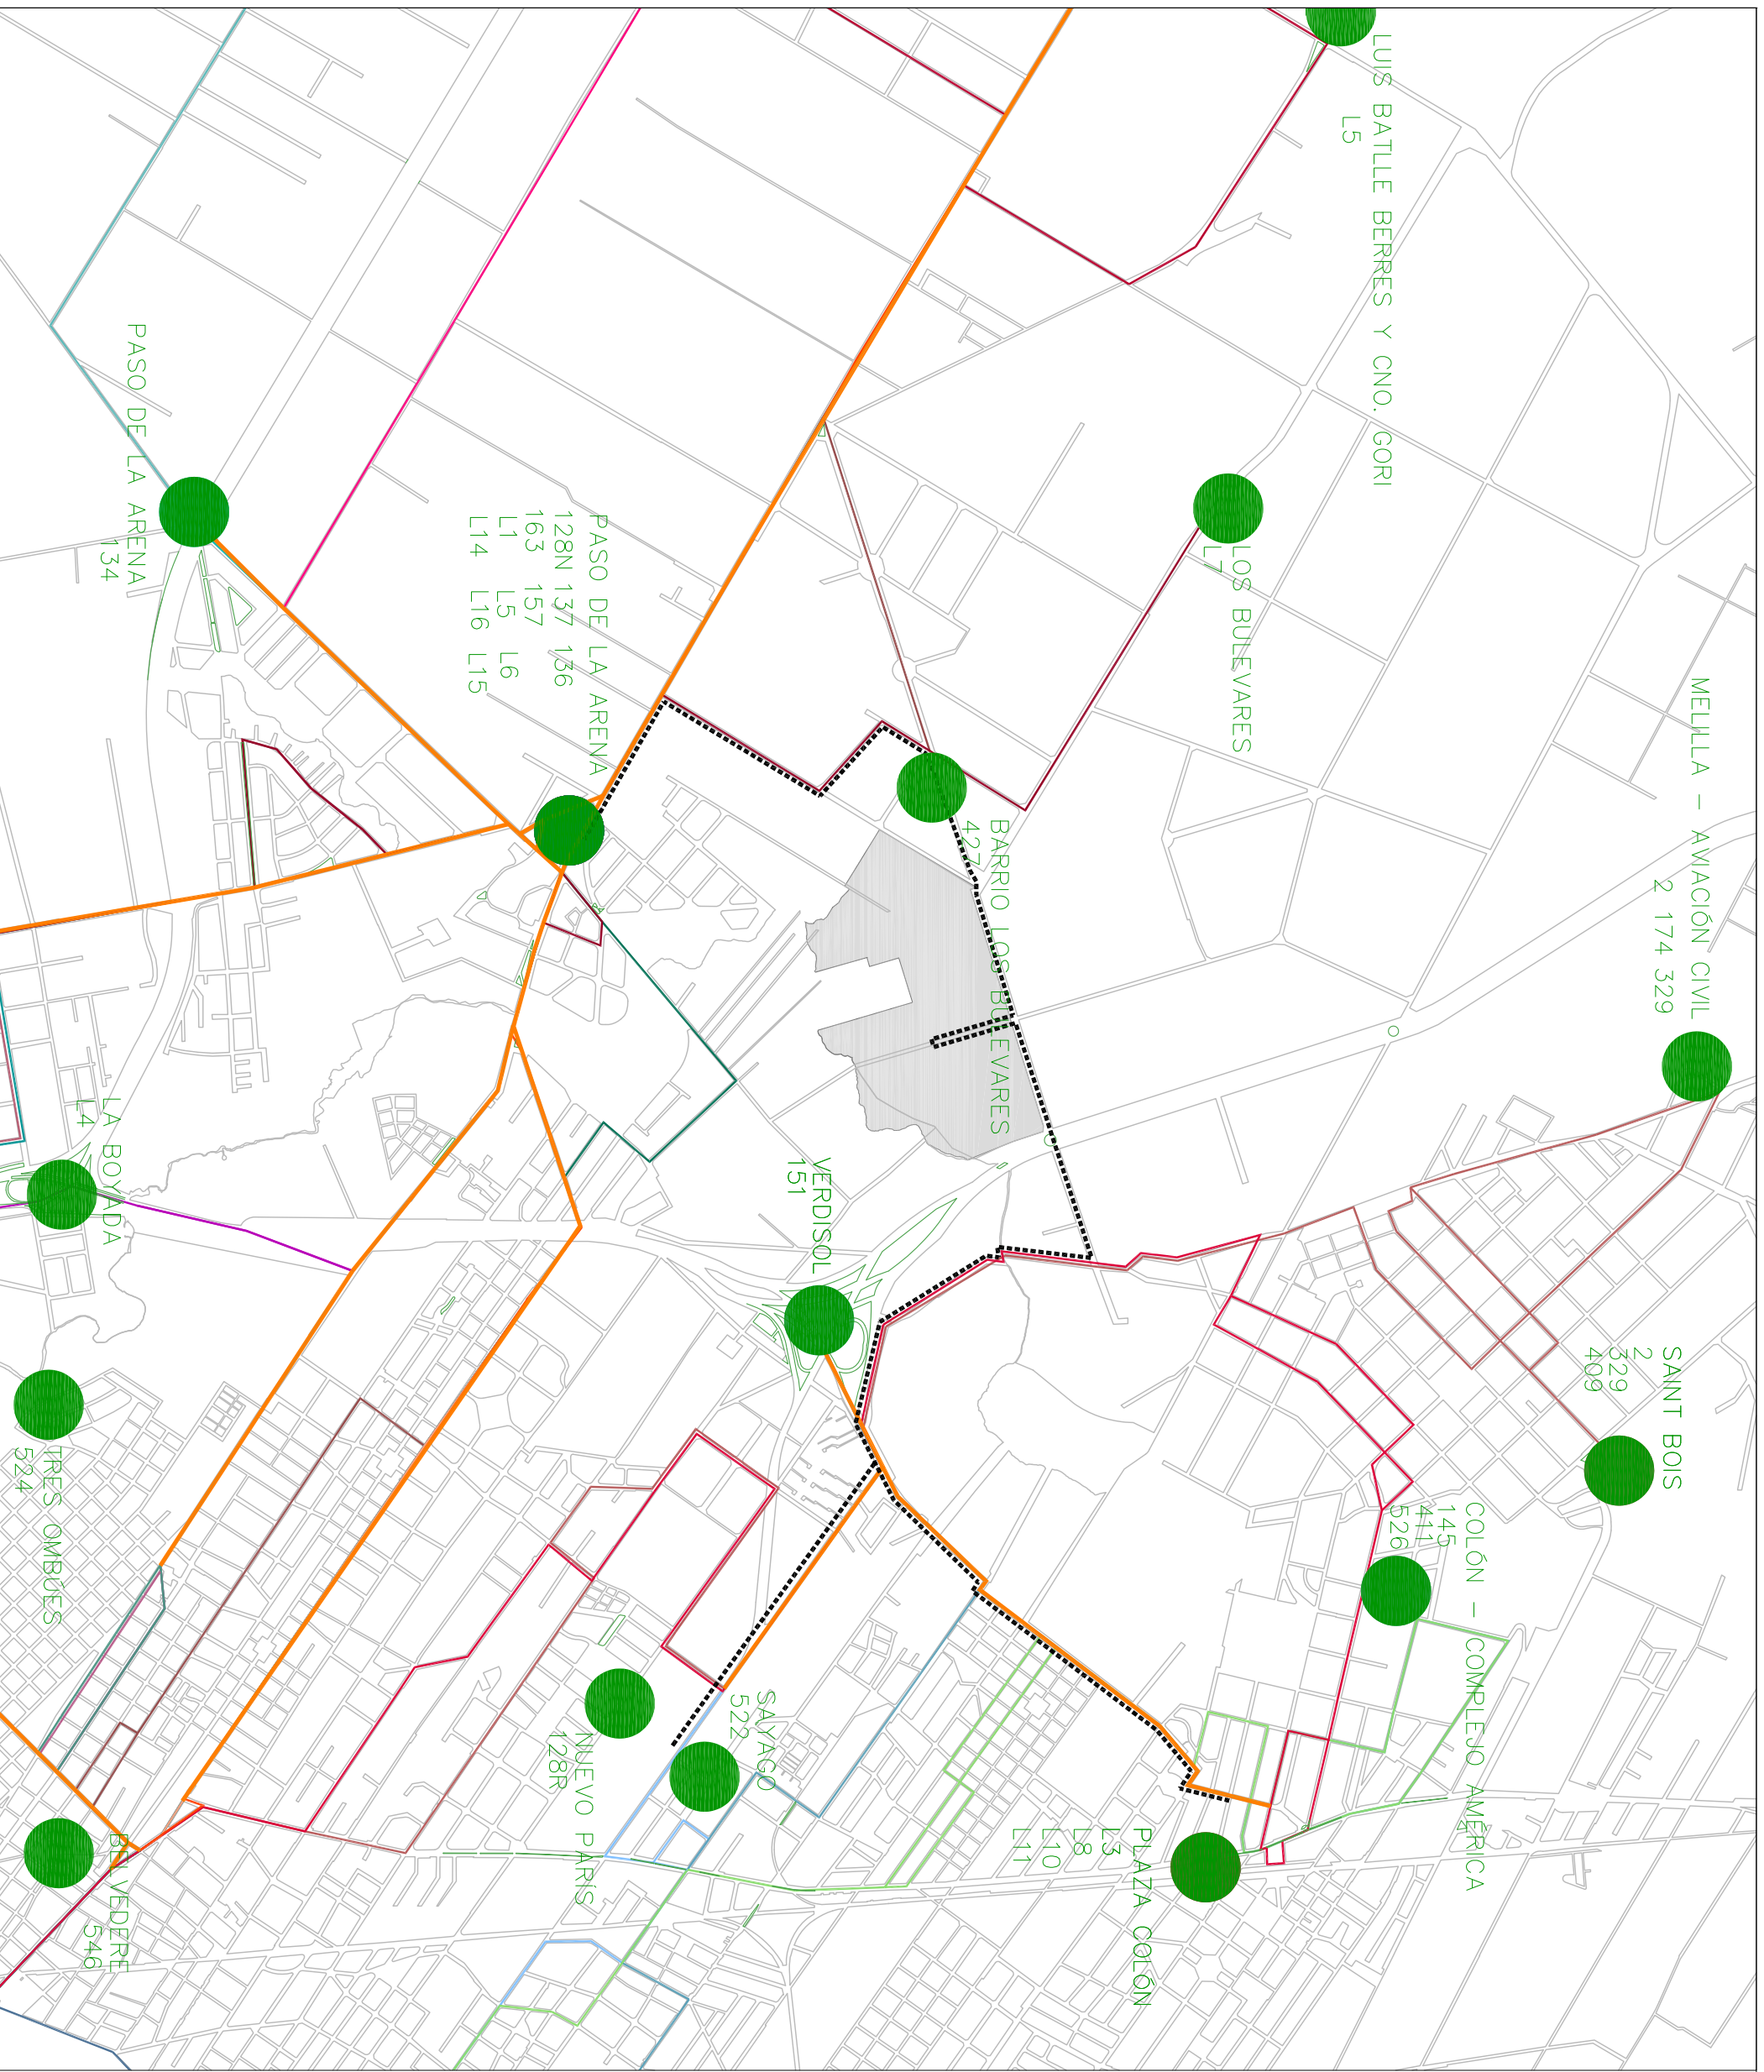 LUIS BATLLE BERRES Y CNO. GORI
L5
LOS BULEVARES
L7
MELILLA – AVIACIÓN CIVIL
2 174 329
PASO DE LA ARENA
134
PASO DE LA ARENA
128N 137 136
163 157
L1 L5 L6
L14 L16 L15
BARRIO LOS BULEVARES
427
SAINT BOIS
2
329
409
COLÓN – COMPLEJO AMÉRICA
145
411
526
VERDISOL
151
LA BOYADA
L4
TRES OMBÚES
524
SAYAGO
522
NUEVO PARÍS
128R
PLAZA COLÓN
L3
L8
L10
L11
BELVEDERE
546